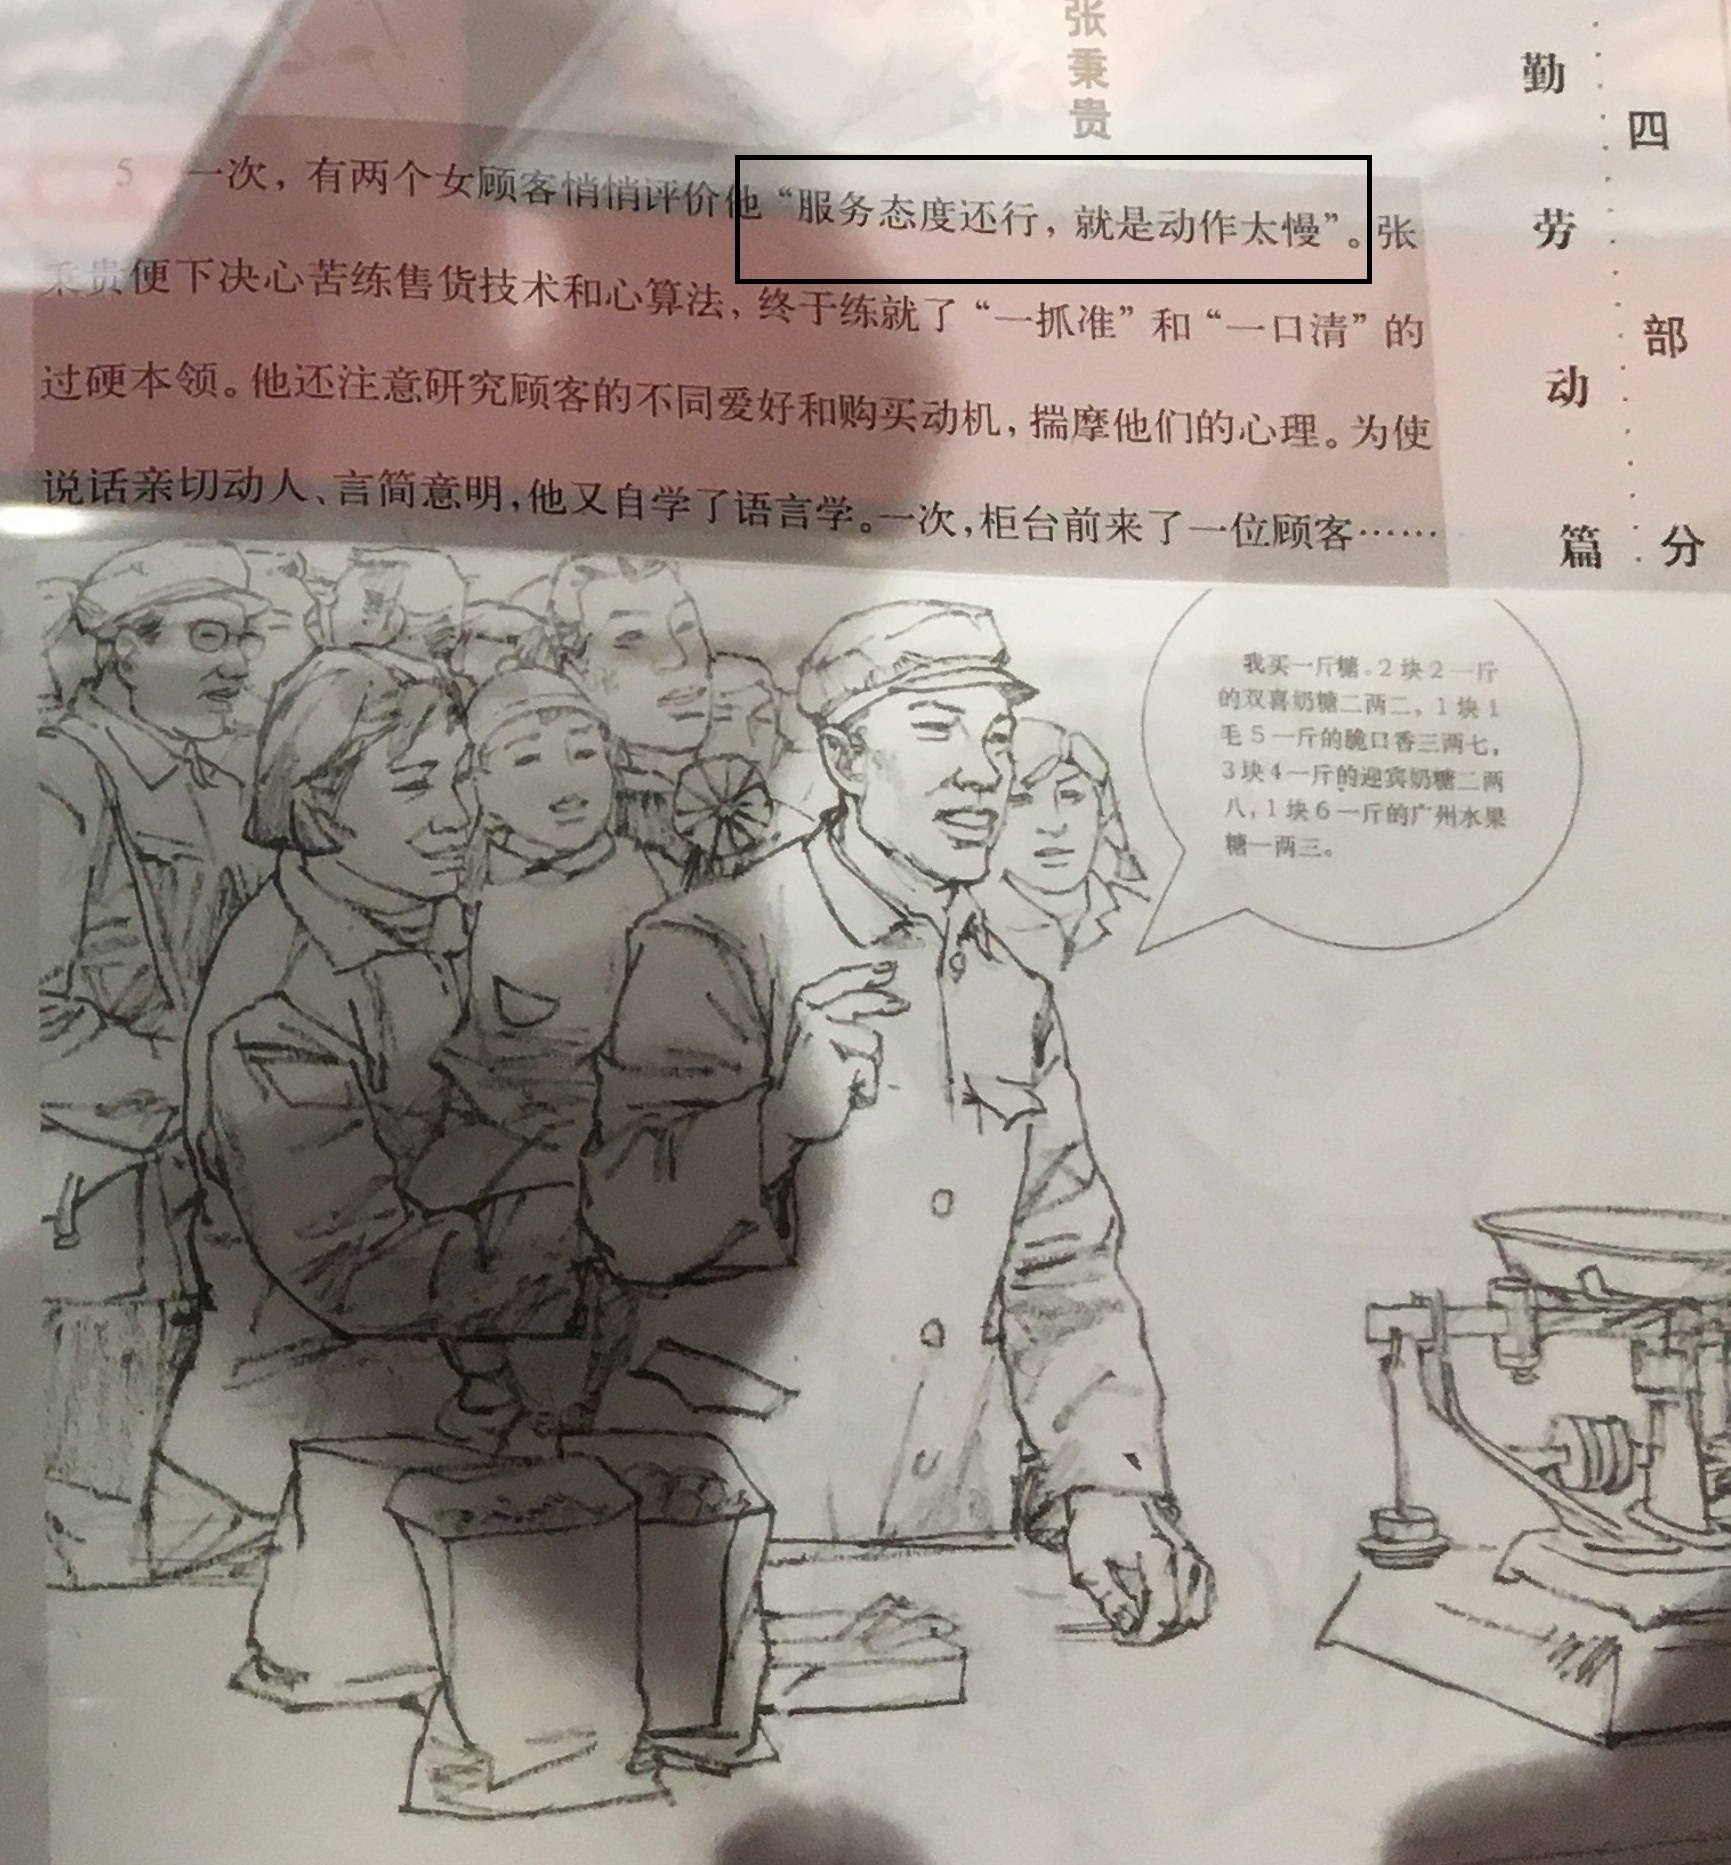 张秉贵
勤劳动篇
四部分
5 一次，有两个女顾客悄悄评价他“服务态度还行，就是动作太慢”。张
秉贵便下决心苦练售货技术和心算法，终于练就了“一抓准”和“一口清”的
过硬本领。他还注意研究顾客的不同爱好和购买动机，揣摩他们的心理。为使
说话亲切动人、言简意明，他又自学了语言学。一次，柜台前来了一位顾客……
我买一斤糖。2块2一斤
的双喜奶糖二两二，1块1
毛5一斤的脆口香三两七，
3块4一斤的迎宾奶糖二两
八，1块6一斤的广州水果
糖一两三。